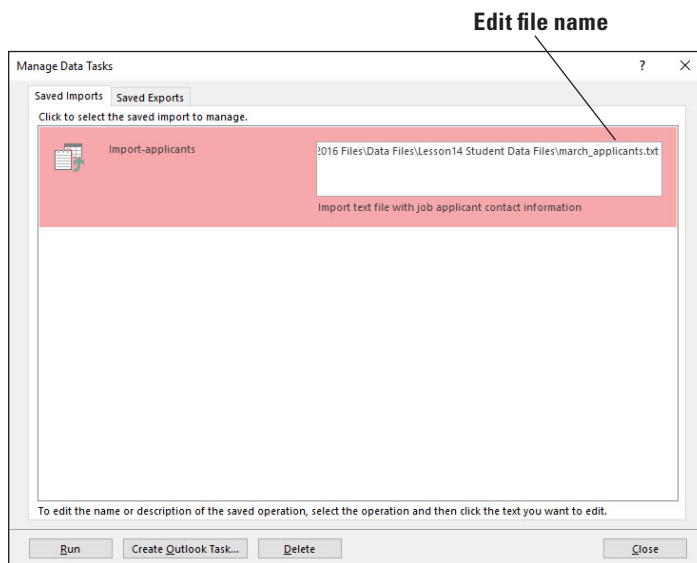 Edit file name
Manage Data Tasks ? X
Saved Imports Saved Exports
Click to select the saved import to manage.
Import-applicants 2016 Files\Data Files\Lesson14 Student Data Files\march_applicants.txt
Import text file with job applicant contact information
To edit the name or description of the saved operation, select the operation and then click the text you want to edit.
Run Create Outlook Task... Delete Close